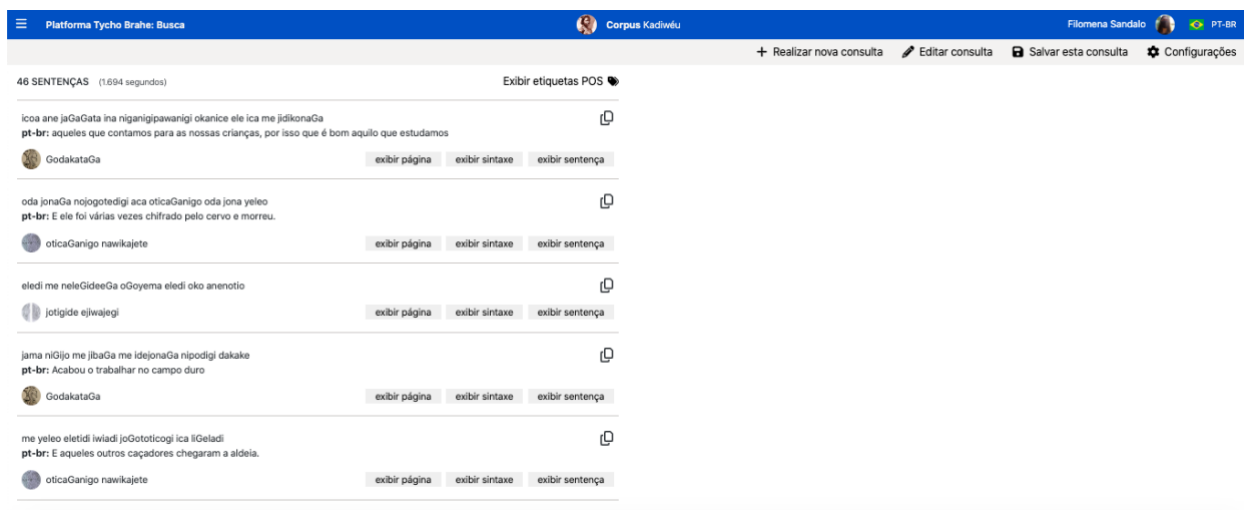 Platforma Tycho Brahe: Busca
Corpus Kadiwéu
Filomena Sandalo
PT-BR
Realizar nova consulta
Editar consulta
Salvar esta consulta
Configurações
46 SENTENÇAS (1.694 segundos)
Exibir etiquetas POS
icoa ane jaGaGata ina niganigipawanigi okanice ele ica me jidikonaGa
pt-br: aqueles que contamos para as nossas crianças, por isso que é bom aquilo que estudamos
GodakataGa
exibir página exibir sintaxe exibir sentença
oda jonaGa nojogotedigi aca oticaGanigo oda jona yeleo
pt-br: E ele foi várias vezes chifrado pelo cervo e morreu.
oticaGanigo nawikajete
exibir página exibir sintaxe exibir sentença
eledi me neleGideeGa oGoyema eledi oko anenotio
jotigide ejiwajegi
exibir página exibir sintaxe exibir sentença
jama niGijo me jibaGa me idejonaGa nipodigi dakake
pt-br: Acabou o trabalhar no campo duro
GodakataGa
exibir página exibir sintaxe exibir sentença
me yeleo eletidi iwiadi joGototicogi ica liGeladi
pt-br: E aqueles outros caçadores chegaram a aldeia.
oticaGanigo nawikajete
exibir página exibir sintaxe exibir sentença